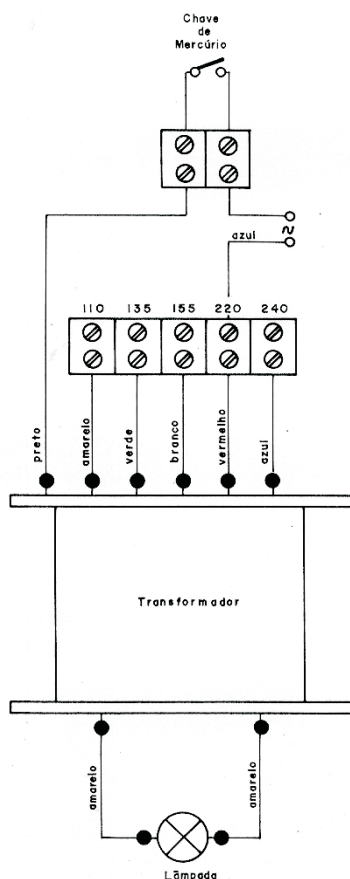 Chave
de
Mercúrio
azul
110 135 155 220 240
preto
amarelo
verde
branco
vermelho
azul
Transformador
amarelo
amarelo
Lâmpada